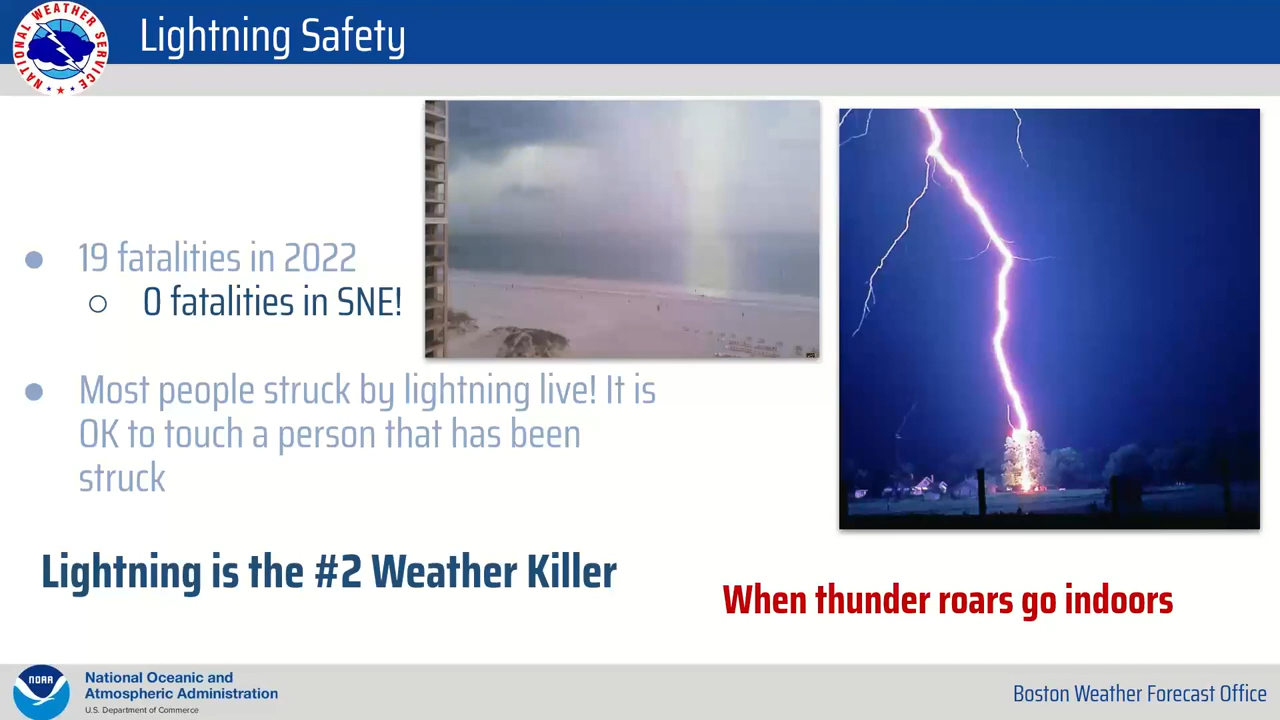 NATIONAL WEATHER SERVICE
Lightning Safety
19 fatalities in 2022
0 fatalities in SNE!
Most people struck by lightning live! It is
OK to touch a person that has been
struck
Lightning is the #2 Weather Killer
When thunder roars go indoors
NOAA
National Oceanic and
Atmospheric Administration
U.S. Department of Commerce
Boston Weather Forecast Office